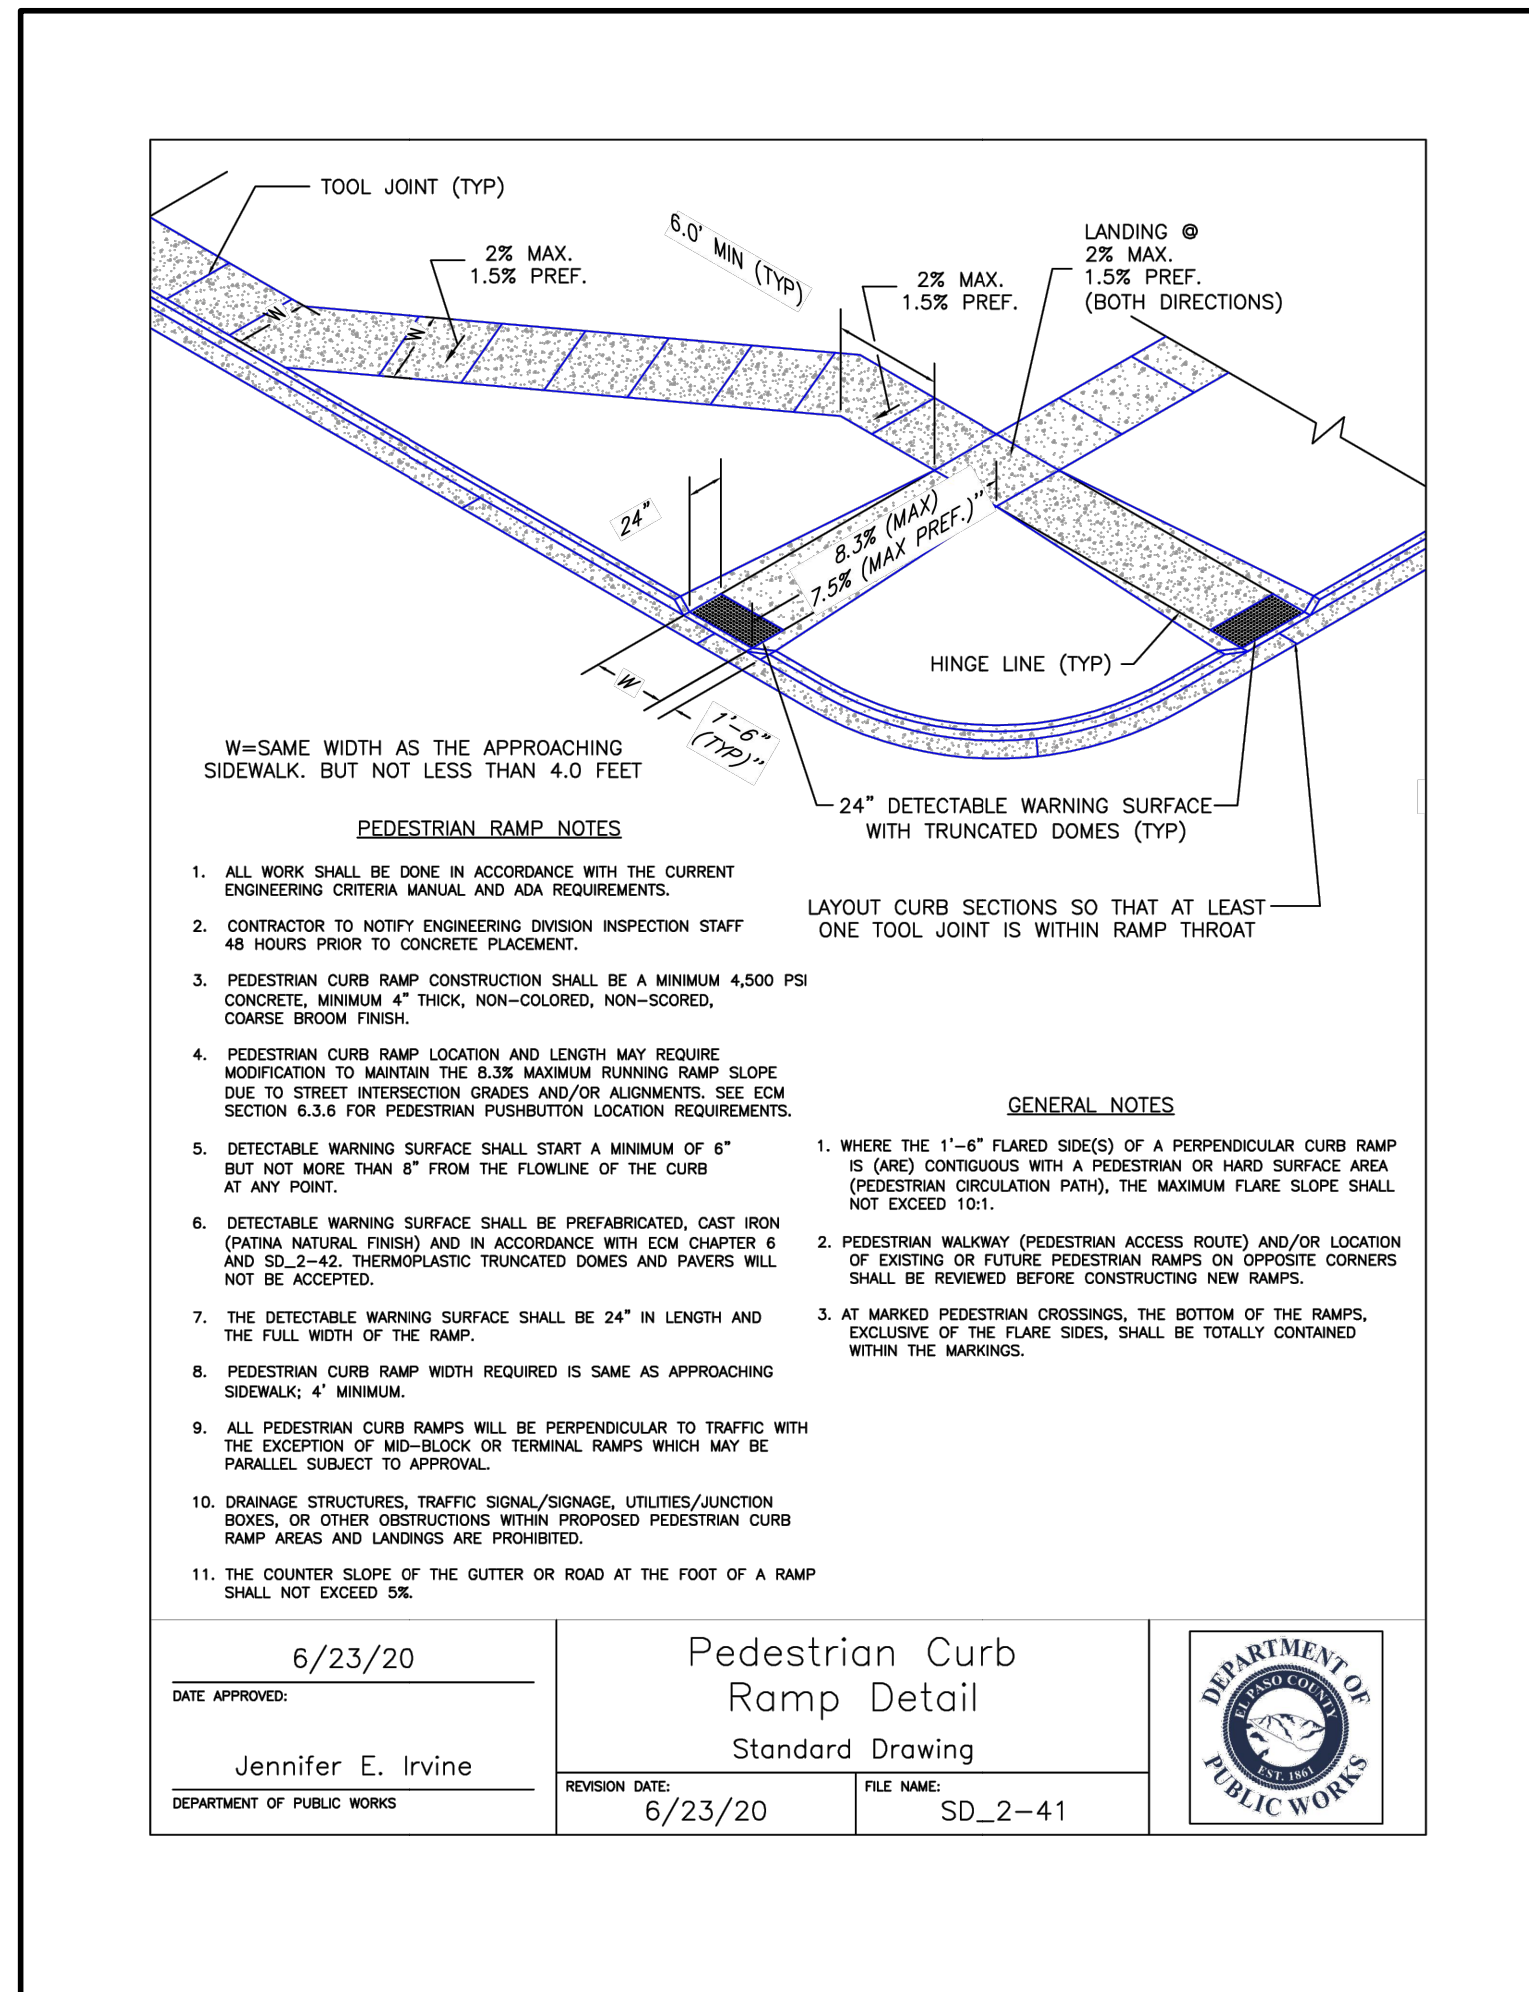 TOOL JOINT (TYP)
2% MAX.
1.5% PREF.
6.0' MIN (TYP)
2% MAX.
1.5% PREF.
LANDING @
2% MAX.
1.5% PREF.
(BOTH DIRECTIONS)
W
W
24"
8.3% (MAX)
7.5% (MAX PREF.)"
HINGE LINE (TYP)
W
1'-6"
(TYP)"
W=SAME WIDTH AS THE APPROACHING
SIDEWALK. BUT NOT LESS THAN 4.0 FEET
24" DETECTABLE WARNING SURFACE
WITH TRUNCATED DOMES (TYP)
LAYOUT CURB SECTIONS SO THAT AT LEAST
ONE TOOL JOINT IS WITHIN RAMP THROAT
PEDESTRIAN RAMP NOTES
1. ALL WORK SHALL BE DONE IN ACCORDANCE WITH THE CURRENT
ENGINEERING CRITERIA MANUAL AND ADA REQUIREMENTS.
2. CONTRACTOR TO NOTIFY ENGINEERING DIVISION INSPECTION STAFF
48 HOURS PRIOR TO CONCRETE PLACEMENT.
3. PEDESTRIAN CURB RAMP CONSTRUCTION SHALL BE A MINIMUM 4,500 PSI
CONCRETE, MINIMUM 4" THICK, NON-COLORED, NON-SCORED,
COARSE BROOM FINISH.
4. PEDESTRIAN CURB RAMP LOCATION AND LENGTH MAY REQUIRE
MODIFICATION TO MAINTAIN THE 8.3% MAXIMUM RUNNING RAMP SLOPE
DUE TO STREET INTERSECTION GRADES AND/OR ALIGNMENTS. SEE ECM
SECTION 6.3.6 FOR PEDESTRIAN PUSHBUTTON LOCATION REQUIREMENTS.
5. DETECTABLE WARNING SURFACE SHALL START A MINIMUM OF 6"
BUT NOT MORE THAN 8" FROM THE FLOWLINE OF THE CURB
AT ANY POINT.
6. DETECTABLE WARNING SURFACE SHALL BE PREFABRICATED, CAST IRON
(PATINA NATURAL FINISH) AND IN ACCORDANCE WITH ECM CHAPTER 6
AND SD_2-42. THERMOPLASTIC TRUNCATED DOMES AND PAVERS WILL
NOT BE ACCEPTED.
7. THE DETECTABLE WARNING SURFACE SHALL BE 24" IN LENGTH AND
THE FULL WIDTH OF THE RAMP.
8. PEDESTRIAN CURB RAMP WIDTH REQUIRED IS SAME AS APPROACHING
SIDEWALK; 4' MINIMUM.
9. ALL PEDESTRIAN CURB RAMPS WILL BE PERPENDICULAR TO TRAFFIC WITH
THE EXCEPTION OF MID-BLOCK OR TERMINAL RAMPS WHICH MAY BE
PARALLEL SUBJECT TO APPROVAL.
10. DRAINAGE STRUCTURES, TRAFFIC SIGNAL/SIGNAGE, UTILITIES/JUNCTION
BOXES, OR OTHER OBSTRUCTIONS WITHIN PROPOSED PEDESTRIAN CURB
RAMP AREAS AND LANDINGS ARE PROHIBITED.
11. THE COUNTER SLOPE OF THE GUTTER OR ROAD AT THE FOOT OF A RAMP
SHALL NOT EXCEED 5%.
GENERAL NOTES
1. WHERE THE 1'-6" FLARED SIDE(S) OF A PERPENDICULAR CURB RAMP
IS (ARE) CONTIGUOUS WITH A PEDESTRIAN OR HARD SURFACE AREA
(PEDESTRIAN CIRCULATION PATH), THE MAXIMUM FLARE SLOPE SHALL
NOT EXCEED 10:1.
2. PEDESTRIAN WALKWAY (PEDESTRIAN ACCESS ROUTE) AND/OR LOCATION
OF EXISTING OR FUTURE PEDESTRIAN RAMPS ON OPPOSITE CORNERS
SHALL BE REVIEWED BEFORE CONSTRUCTING NEW RAMPS.
3. AT MARKED PEDESTRIAN CROSSINGS, THE BOTTOM OF THE RAMPS,
EXCLUSIVE OF THE FLARE SIDES, SHALL BE TOTALLY CONTAINED
WITHIN THE MARKINGS.
6/23/20
DATE APPROVED:
Jennifer E. Irvine
DEPARTMENT OF PUBLIC WORKS
Pedestrian Curb
Ramp Detail
Standard Drawing
REVISION DATE:
6/23/20
FILE NAME:
SD_2-41
DEPARTMENT OF
EL PASO COUNTY
EST. 1861
PUBLIC WORKS